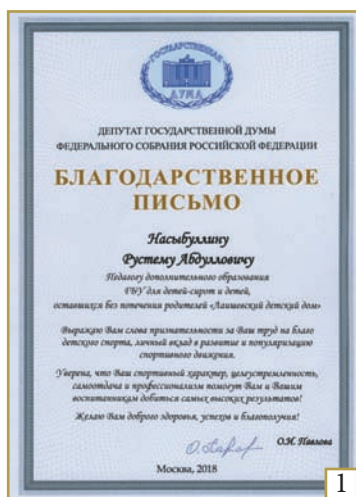 ГОСУДАРСТВЕННАЯ
ДУМА
ДЕПУТАТ ГОСУДАРСТВЕННОЙ ДУМЫ
ФЕДЕРАЛЬНОГО СОБРАНИЯ РОССИЙСКОЙ ФЕДЕРАЦИИ
БЛАГОДАРСТВЕННОЕ
ПИСЬМО
Насыбуллину
Рустему Абдулловичу
Педагогу дополнительного образования
ГБУ для детей-сирот и детей,
оставшихся без попечения родителей «Лаишевский детский дом»
Выражаю Вам слова признательности за Ваш труд на благо
детского спорта, личный вклад в развитие и популяризацию
спортивного движения.
Уверена, что Ваш спортивный характер, целеустремленность,
самоотдача и профессионализм помогут Вам и Вашим
воспитанникам добиться самых высоких результатов!
Желаю Вам доброго здоровья, успехов и благополучия!
О.И. Павлова
Москва, 2018
1